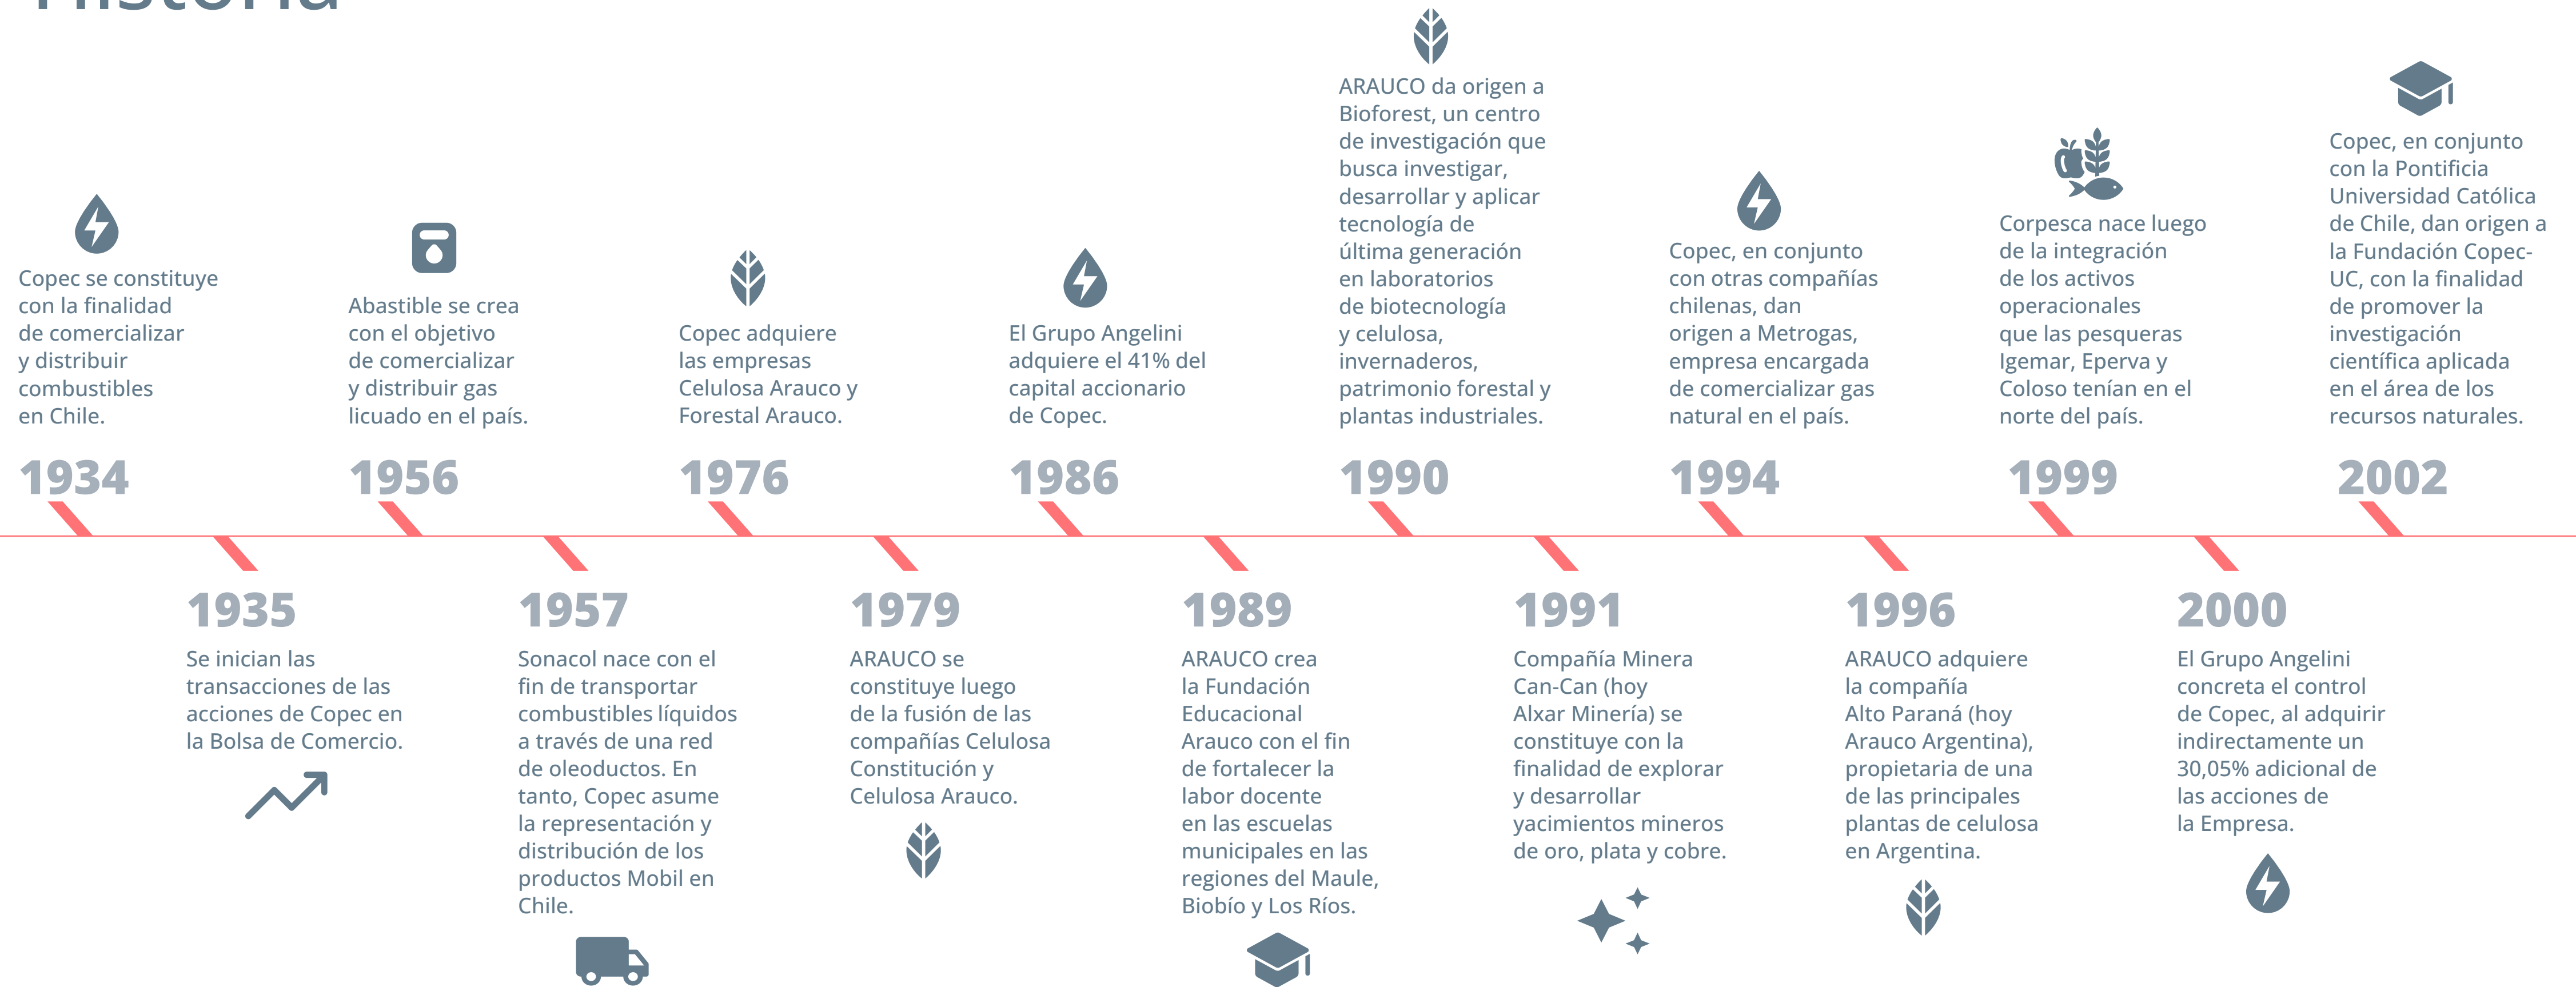 Historia
Copec se constituye
con la finalidad
de comercializar
y distribuir
combustibles
en Chile.
1934
Se inician las
transacciones de las
acciones de Copec en
la Bolsa de Comercio.
1935
Abastible se crea
con el objetivo
de comercializar
y distribuir gas
licuado en el país.
1956
1957
Sonacol nace con el
fin de transportar
combustibles líquidos
a través de una red
de oleoductos. En
tanto, Copec asume
la representación y
distribución de los
productos Mobil en
Chile.
Copec adquiere
las empresas
Celulosa Arauco y
Forestal Arauco.
1976
1979
ARAUCO se
constituye luego
de la fusión de las
compañías Celulosa
Constitución y
Celulosa Arauco.
El Grupo Angelini
adquiere el 41% del
capital accionario
de Copec.
1986
1989
ARAUCO crea
la Fundación
Educacional
Arauco con el fin
de fortalecer la
labor docente
en las escuelas
municipales en las
regiones del Maule,
Biobío y Los Ríos.
ARAUCO da origen a
Bioforest, un centro
de investigación que
busca investigar,
desarrollar y aplicar
tecnología de
última generación
en laboratorios
de biotecnología
y celulosa,
invernaderos,
patrimonio forestal y
plantas industriales.
1990
1991
Compañía Minera
Can-Can (hoy
Alxar Minería) se
constituye con la
finalidad de explorar
y desarrollar
yacimientos mineros
de oro, plata y cobre.
Copec, en conjunto
con otras compañías
chilenas, dan
origen a Metrogas,
empresa encargada
de comercializar gas
natural en el país.
1994
1996
ARAUCO adquiere
la compañía
Alto Paraná (hoy
Arauco Argentina),
propietaria de una
de las principales
plantas de celulosa
en Argentina.
Corpesca nace luego
de la integración
de los activos
operacionales
que las pesqueras
Igemar, Eperva y
Coloso tenían en el
norte del país.
1999
2000
El Grupo Angelini
concreta el control
de Copec, al adquirir
indirectamente un
30,05% adicional de
las acciones de
la Empresa.
Copec, en conjunto
con la Pontificia
Universidad Católica
de Chile, dan origen a
la Fundación Copec-
UC, con la finalidad
de promover la
investigación
científica aplicada
en el área de los
recursos naturales.
2002